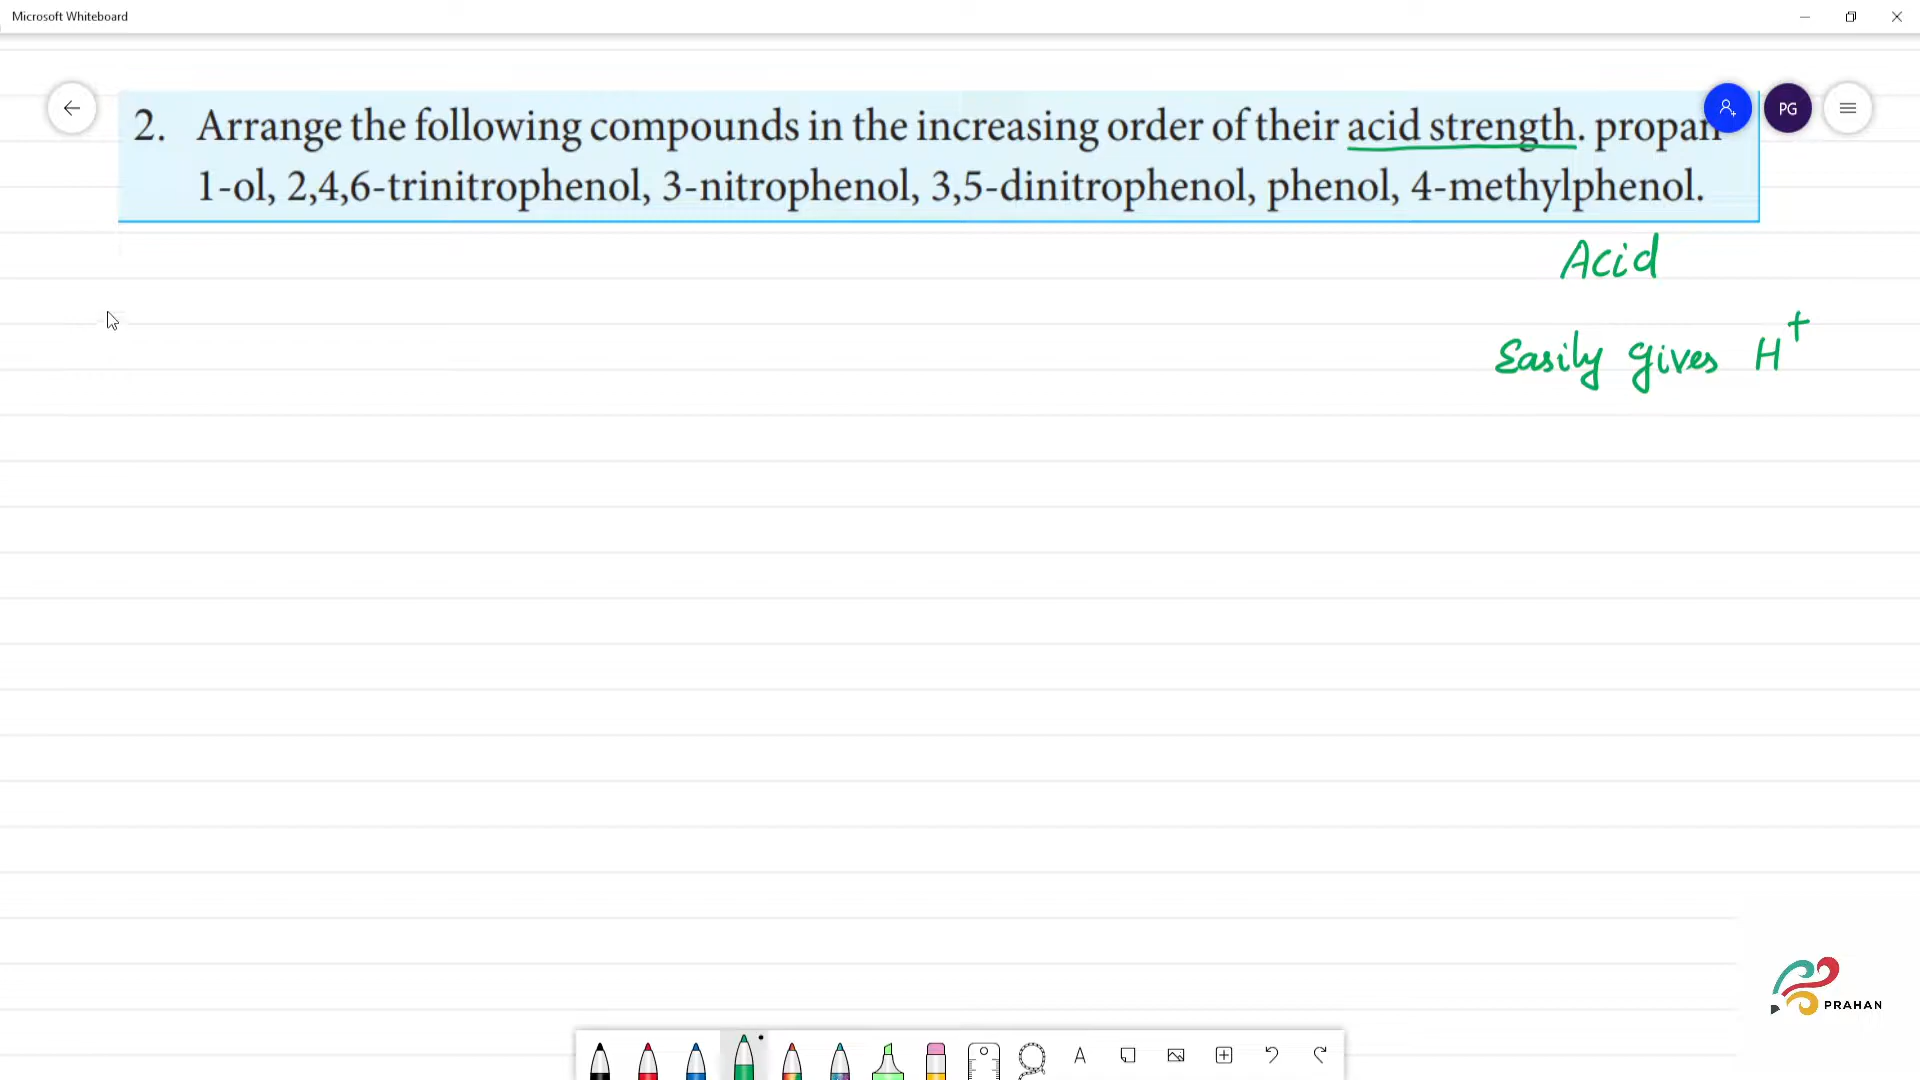 Microsoft Whiteboard
2. Arrange the following compounds in the increasing order of their acid strength. propan
PG
1-ol, 2,4,6-trinitrophenol, 3-nitrophenol, 3,5-dinitrophenol, phenol, 4-methylphenol.
Acid
Easily gives H+
PRAHAN
A